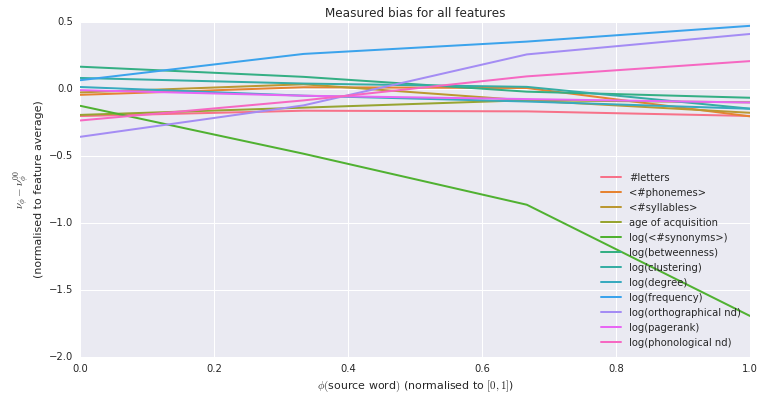 Measured bias for all features
0.5
0.0
−0.5
−1.0
−1.5
−2.0
ν_ϕ − ν_ϕ^00
(normalised to feature average)
#letters
<#phonemes>
<#syllables>
age of acquisition
log(<#synonyms>)
log(betweenness)
log(clustering)
log(degree)
log(frequency)
log(orthographical nd)
log(pagerank)
log(phonological nd)
0.0 0.2 0.4 0.6 0.8 1.0
ϕ(source word) (normalised to [0, 1])